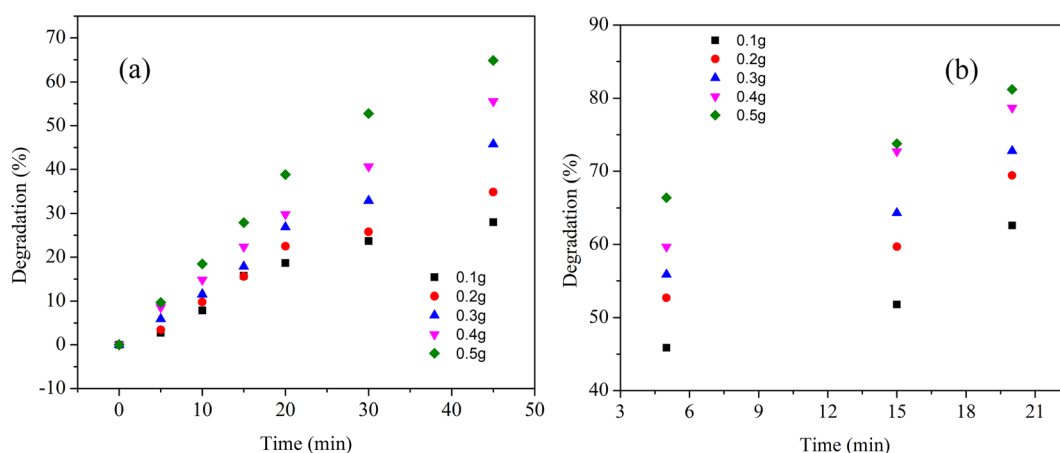 (a)
Degradation (%)
70
60
50
40
30
20
10
0
-10
0.1g
0.2g
0.3g
0.4g
0.5g
0 10 20 30 40 50
Time (min)
(b)
Degradation (%)
90
80
70
60
50
40
0.1g
0.2g
0.3g
0.4g
0.5g
3 6 9 12 15 18 21
Time (min)